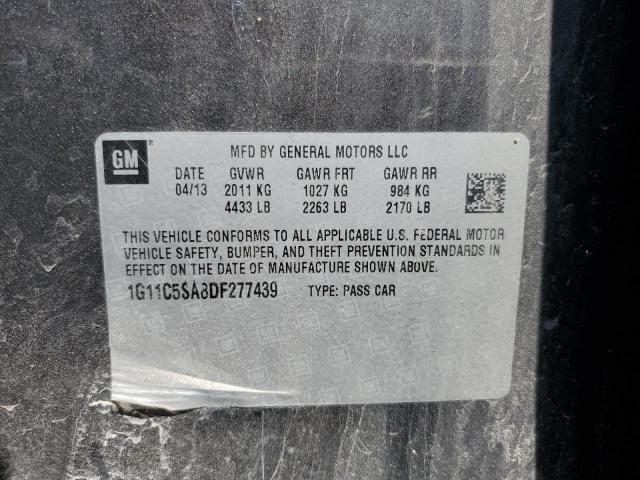 GM
MFD BY GENERAL MOTORS LLC
DATE GVWR GAWR FRT GAWR RR
04/13 2011 KG 1027 KG 984 KG
4433 LB 2263 LB 2170 LB
THIS VEHICLE CONFORMS TO ALL APPLICABLE U.S. FEDERAL MOTOR
VEHICLE SAFETY, BUMPER, AND THEFT PREVENTION STANDARDS IN
EFFECT ON THE DATE OF MANUFACTURE SHOWN ABOVE.
1G11C5SA8DF277439 TYPE: PASS CAR